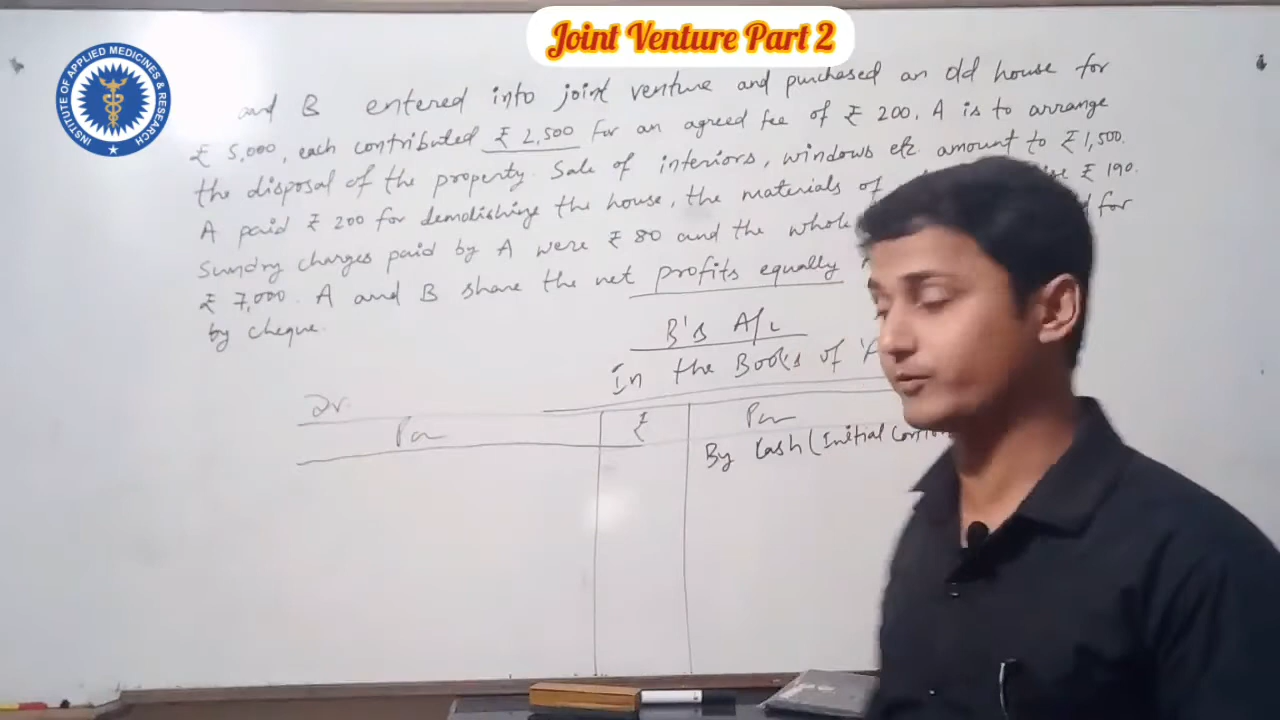 Joint Venture Part 2
INSTITUTE OF APPLIED MEDICINES & RESEARCH
and B entered into joint venture and purchased an old house for
₹ 5,000, each contributed ₹ 2,500 for an agreed fee of ₹ 200. A is to arrange
the disposal of the property. Sale of interiors, windows etc amount to ₹ 1,500.
A paid ₹ 200 for demolishing the house, the materials of ₹ 190.
Sundry charges paid by A were ₹ 80 and the whole for
₹ 7,000. A and B share the net profits equally
by cheque.
B's A/c
In the Books of 'A
Dr.
Par ₹ Par
By Cash (Initial